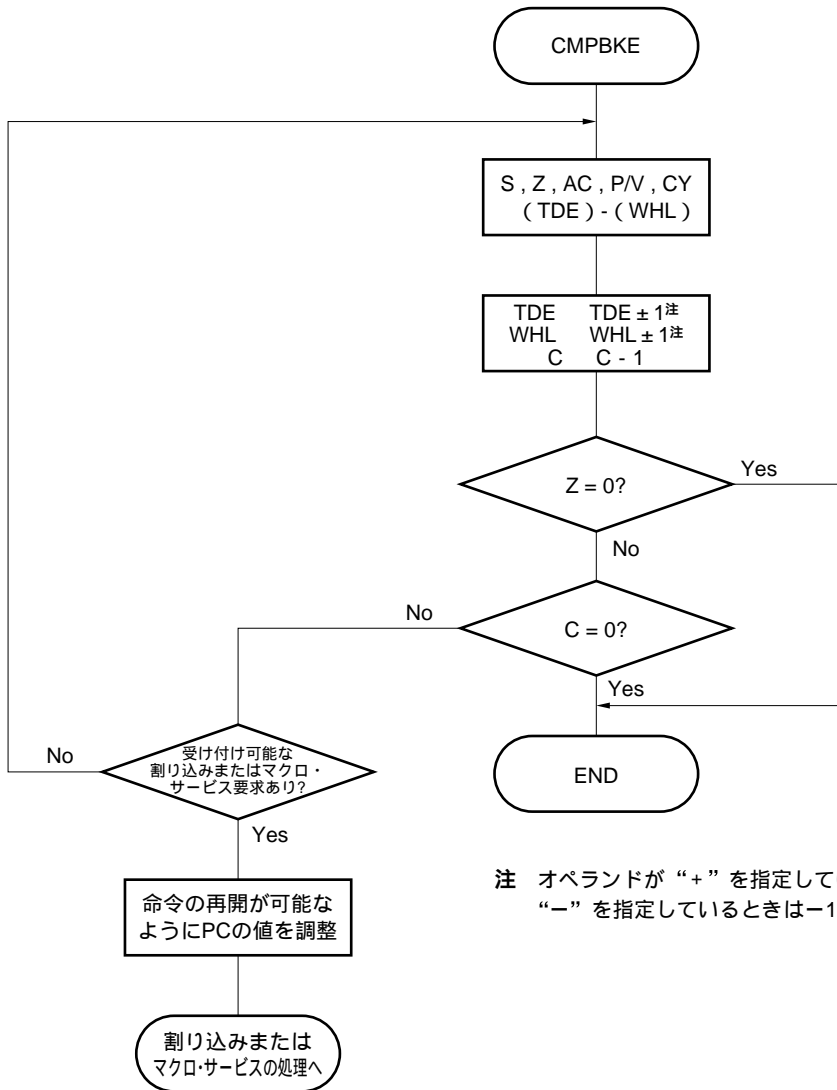 CMPBKE
S , Z , AC , P/V , CY
( TDE ) - ( WHL )
TDE TDE ± 1注
WHL WHL ± 1注
C C - 1
Z = 0?
Yes
No
C = 0?
No
Yes
END
受け付け可能な
割り込みまたはマクロ・
サービス要求あり?
No
Yes
命令の再開が可能な
ようにPCの値を調整
割り込みまたは
マクロ・サービスの処理へ
注 オペランドが“+”を指定して
“−”を指定しているときは−1